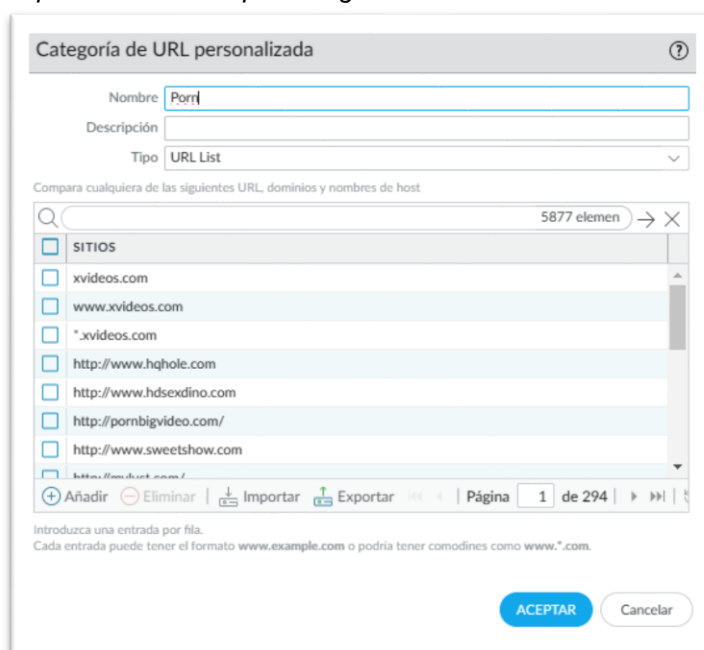 Categoría de URL personalizada
Nombre Porn
Descripción
Tipo URL List
Compara cualquiera de las siguientes URL, dominios y nombres de host
5877 elemen
SITIOS
xvideos.com
www.xvideos.com
*.xvideos.com
http://www.hqhole.com
http://www.hdsexdino.com
http://pornbigvideo.com/
http://www.sweetshow.com
Añadir Eliminar Importar Exportar Página 1 de 294
Introduzca una entrada por fila.
Cada entrada puede tener el formato www.example.com o podría tener comodines como www.*.com.
ACEPTAR Cancelar